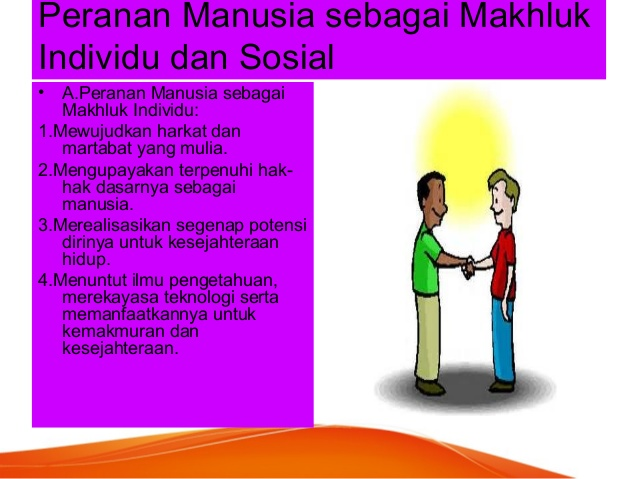 Peranan Manusia sebagai Makhluk
Individu dan Sosial
• A.Peranan Manusia sebagai
Makhluk Individu:
1.Mewujudkan harkat dan
martabat yang mulia.
2.Mengupayakan terpenuhi hak-
hak dasarnya sebagai
manusia.
3.Merealisasikan segenap potensi
dirinya untuk kesejahteraan
hidup.
4.Menuntut ilmu pengetahuan,
merekayasa teknologi serta
memanfaatkannya untuk
kemakmuran dan
kesejahteraan.